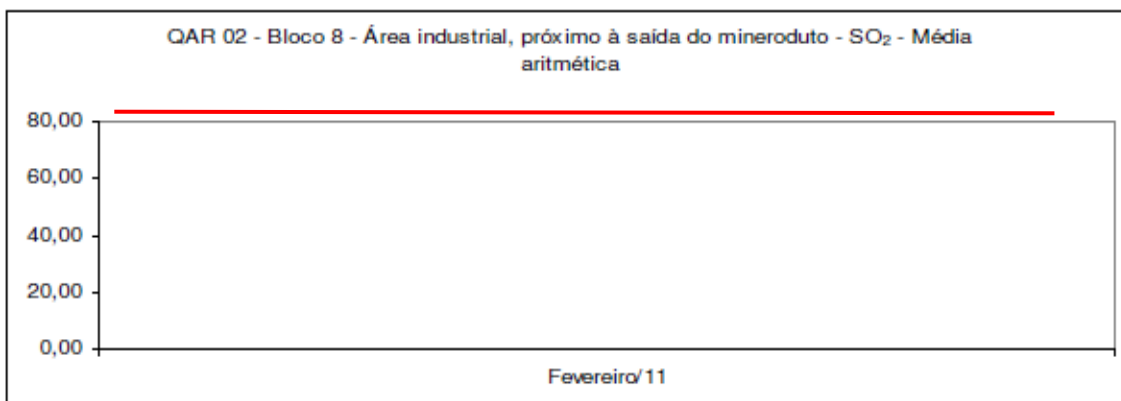 QAR 02 - Bloco 8 - Área industrial, próximo à saída do mineroduto - SO₂ - Média
aritmética
80,00
60,00
40,00
20,00
0,00
Fevereiro/11